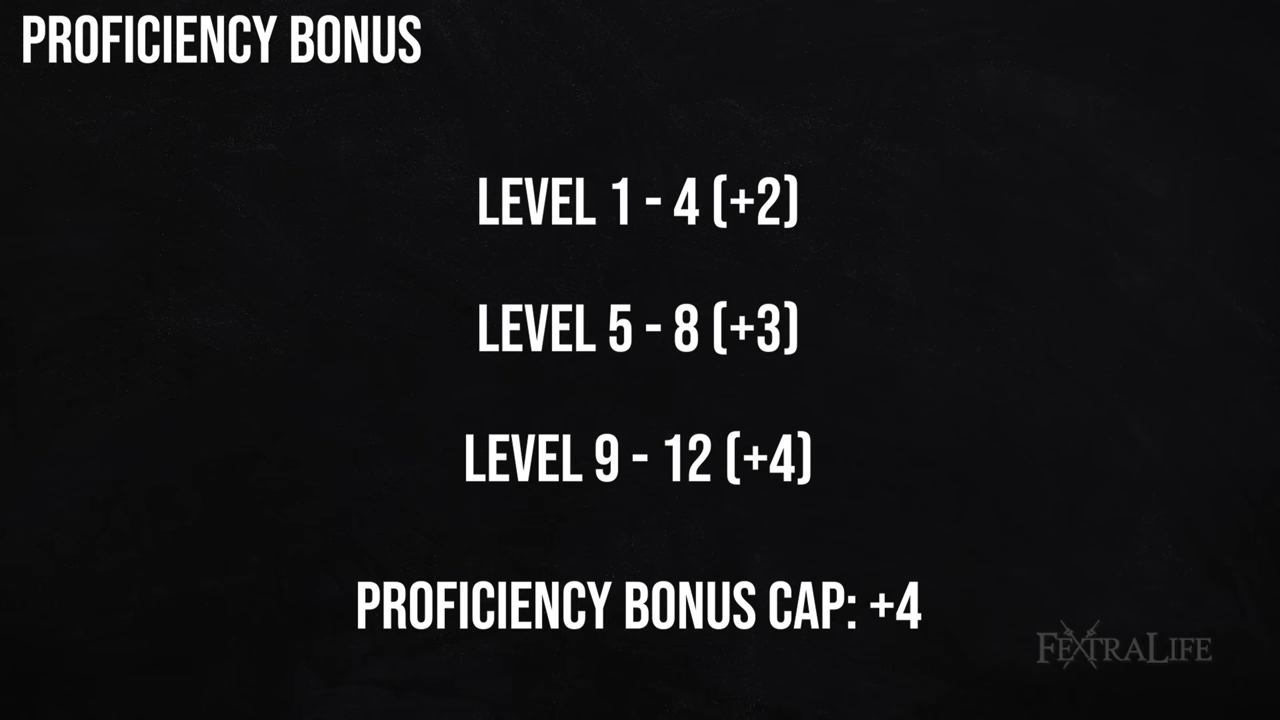 PROFICIENCY BONUS
LEVEL 1 - 4 (+2)
LEVEL 5 - 8 (+3)
LEVEL 9 - 12 (+4)
PROFICIENCY BONUS CAP: +4
FEXTRALIFE